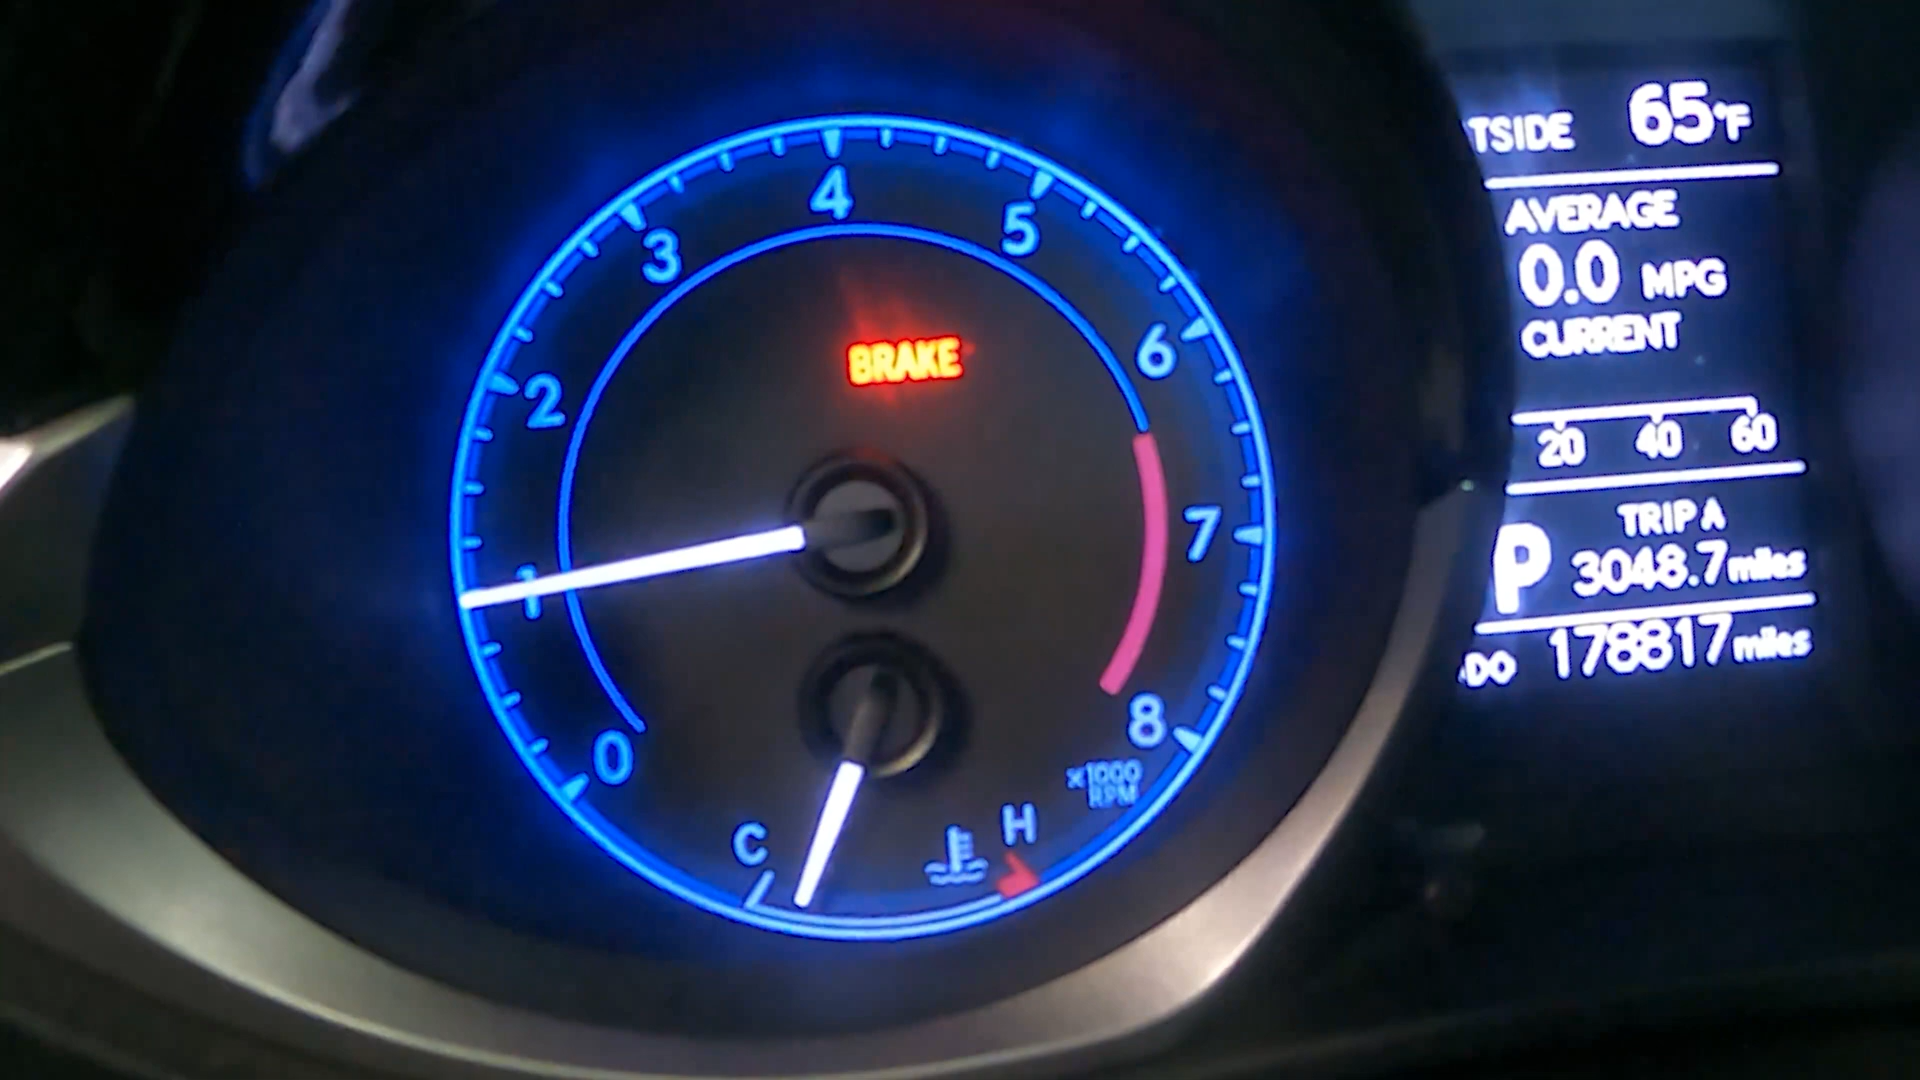 4
3
5
2
6
BRAKE
1
7
0
8
x1000
RPM
C
H
TSIDE 65°F
AVERAGE
0.0 MPG
CURRENT
20 40 60
TRIP A
P 3048.7 miles
DO 178817 miles